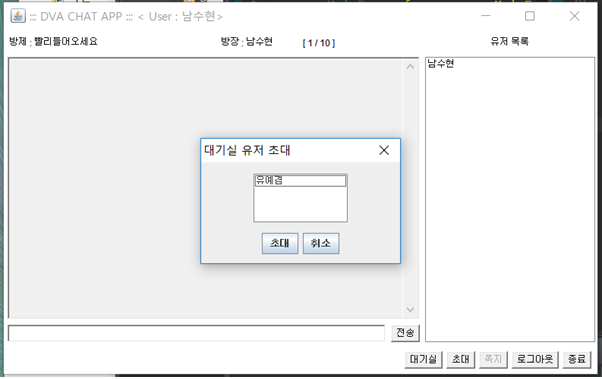 ::: DVA CHAT APP ::: < User : 남수현>
방제 : 빨리들어오세요 방장 : 남수현 [ 1 / 10 ] 유저 목록
남수현
대기실 유저 초대
유예겸
초대 취소
전송
대기실 초대 쪽지 로그아웃 종료